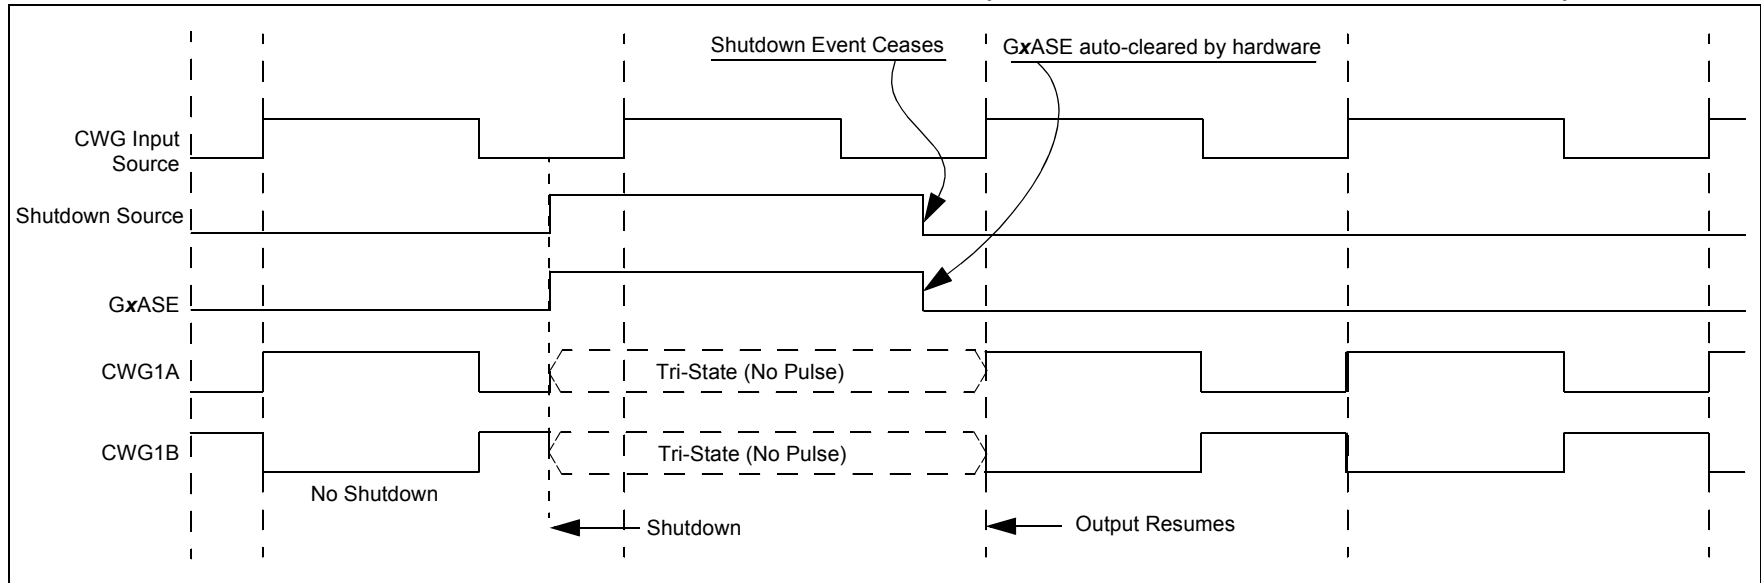 Shutdown Event Ceases
GxASE auto-cleared by hardware
CWG Input
Source
Shutdown Source
GxASE
CWG1A
Tri-State (No Pulse)
CWG1B
Tri-State (No Pulse)
No Shutdown
Shutdown
Output Resumes